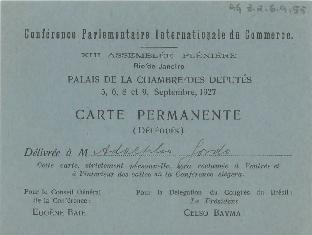 Conférence Parlementaire Internationale du Commerce.
XIII ASSEMBLÉE PLÉNIÈRE
Rio de Janeiro
PALAIS DE LA CHAMBRE DES DÉPUTÉS
5, 6, 8 et 9, Septembre, 1927
CARTE PERMANENTE
(DÉLÉGUÉS)
Délivrée à M Adolpho Gordo
Cette carte, strictement personnelle, sera réclamée à l'entrée et
à l'intérieur des salles où la Conférence siégera.
Pour le Conseil Général
de la Conférence:
EUGÈNE BAIE
Pour la Délégation du Congrès du Brésil:
Le Président
CELSO BAYMA